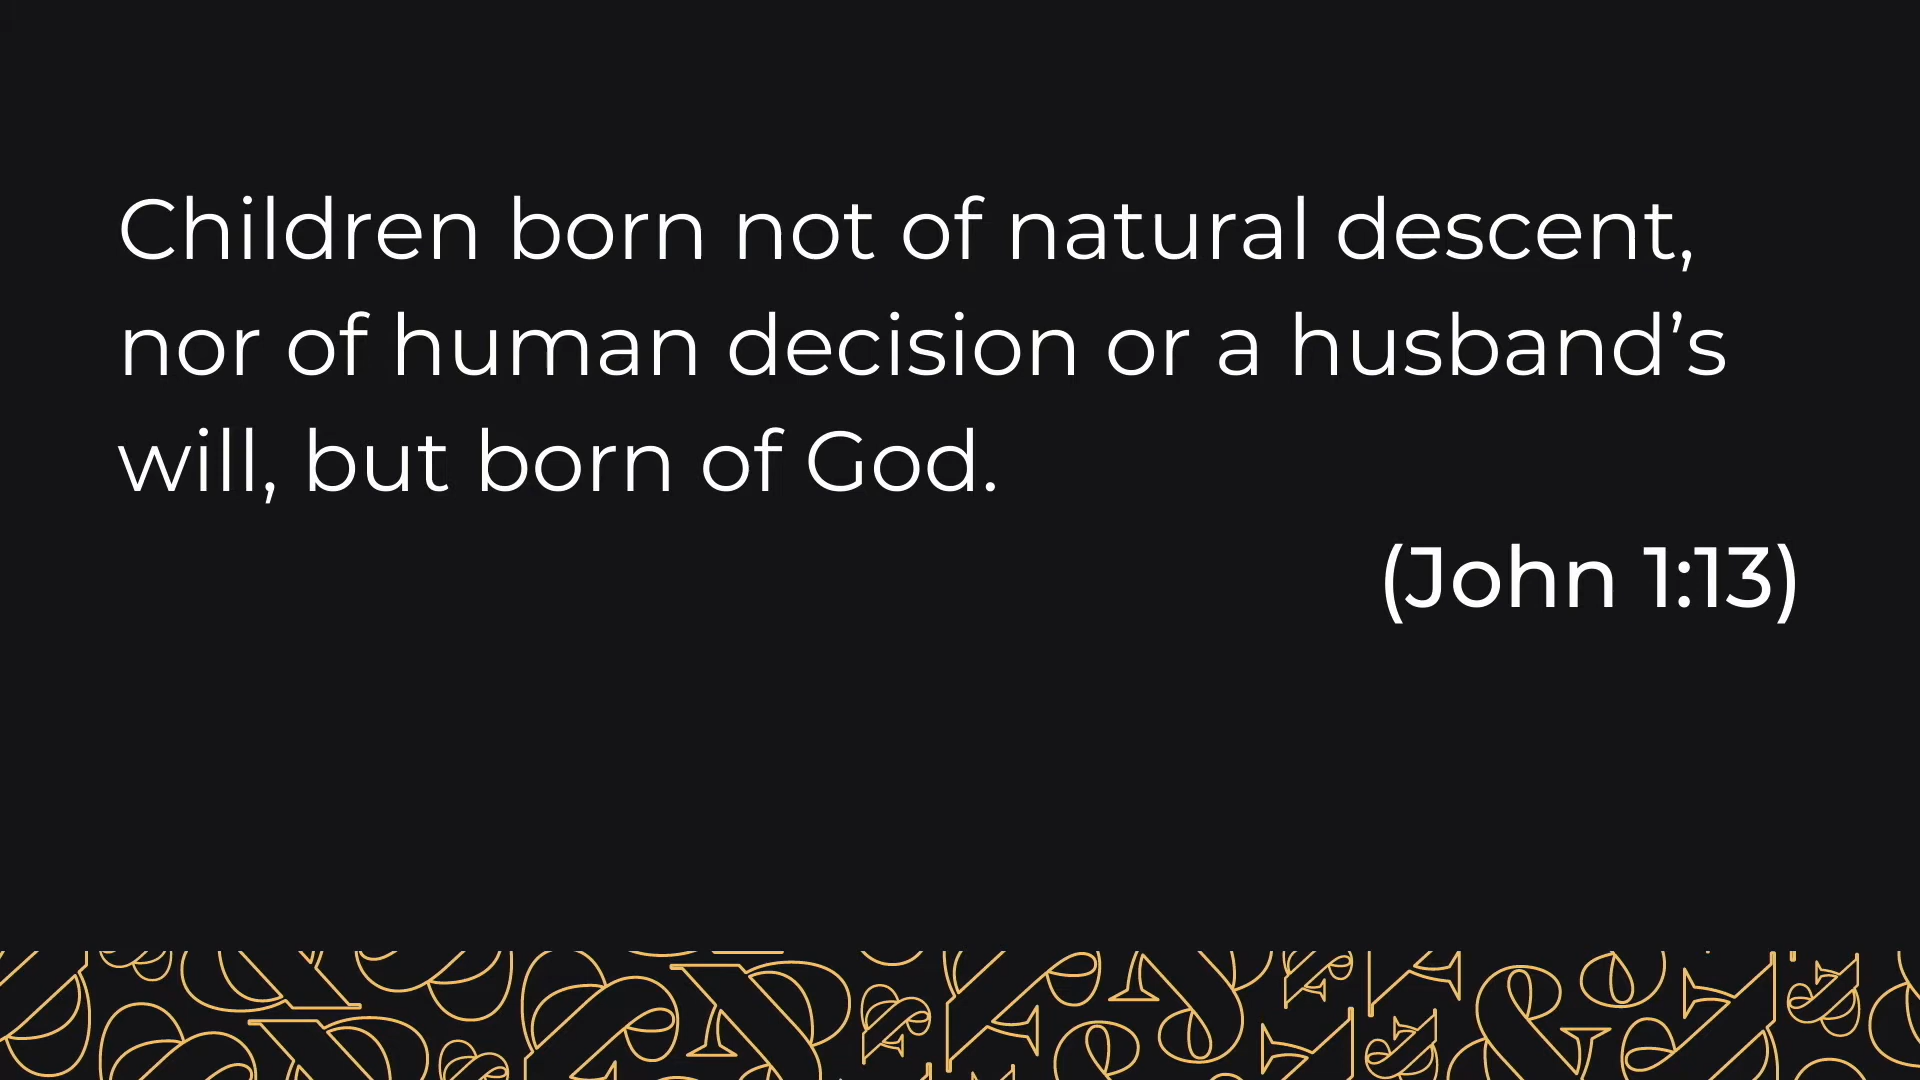 Children born not of natural descent,
nor of human decision or a husband’s
will, but born of God.
(John 1:13)